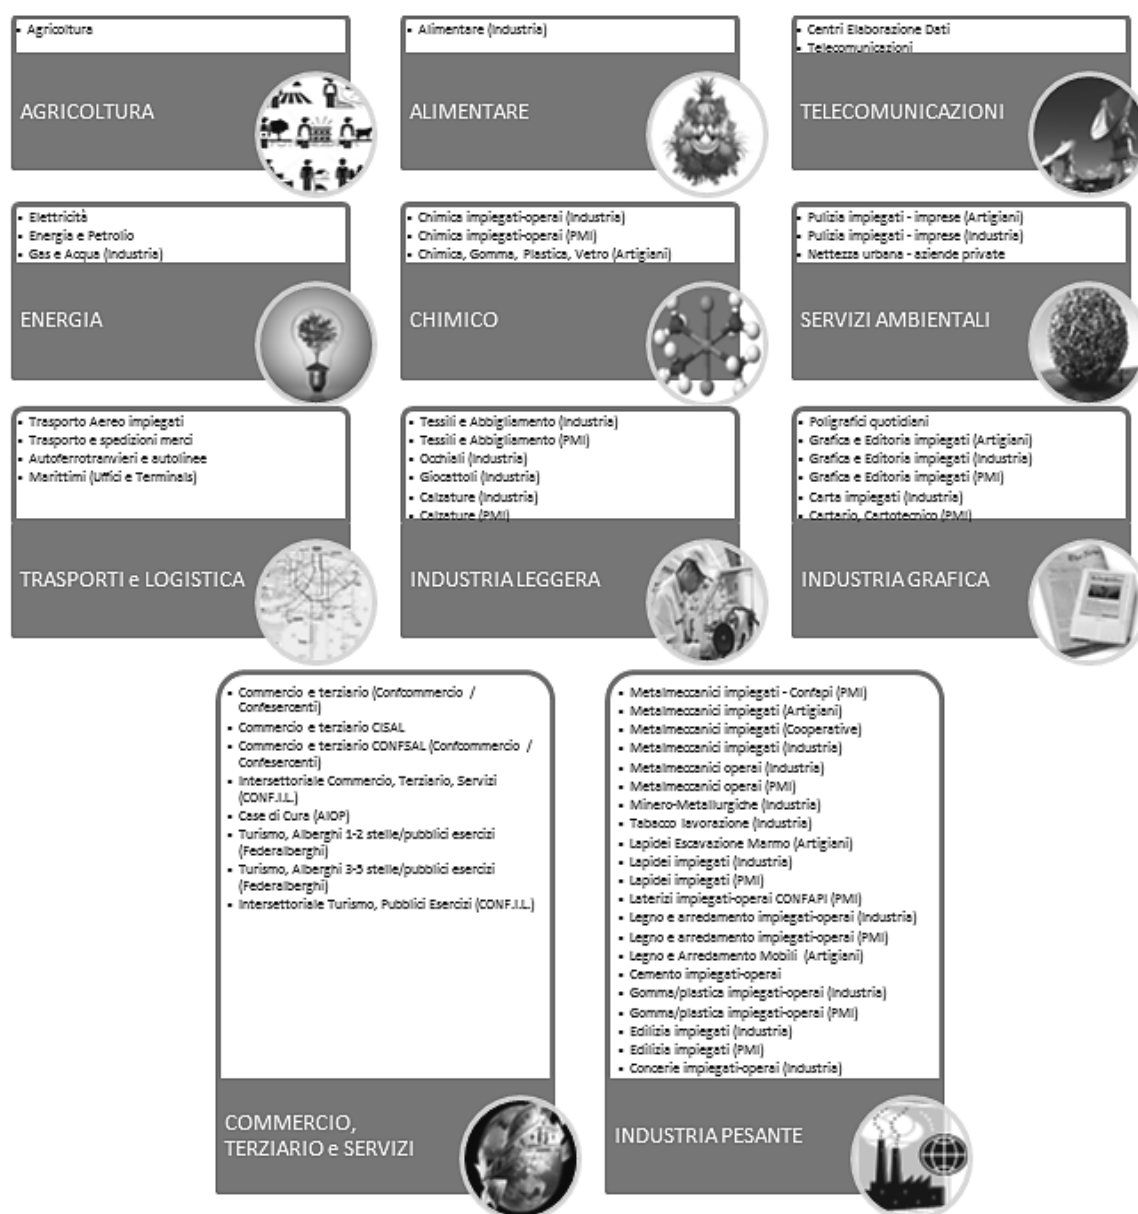 ▪ Agricoltura
AGRICOLTURA
▪ Alimentare (Industria)
ALIMENTARE
▪ Centri Elaborazione Dati
▪ Telecomunicazioni
TELECOMUNICAZIONI
▪ Elettricità
▪ Energia e Petrolio
▪ Gas e Acqua (Industria)
ENERGIA
▪ Chimica impiegati-operai (Industria)
▪ Chimica impiegati-operai (PMI)
▪ Chimica, Gomma, Plastica, Vetro (Artigiani)
CHIMICO
▪ Pulizia impiegati - imprese (Artigiani)
▪ Pulizia impiegati - imprese (Industria)
▪ Nettezza urbana - aziende private
SERVIZI AMBIENTALI
▪ Trasporto Aereo impiegati
▪ Trasporto e spedizioni merci
▪ Autoferrotranvieri e autolinee
▪ Marittimi (Uffici e Terminals)
TRASPORTI e LOGISTICA
▪ Tessili e Abbigliamento (Industria)
▪ Tessili e Abbigliamento (PMI)
▪ Occhiali (Industria)
▪ Giocattoli (Industria)
▪ Calzature (Industria)
▪ Calzature (PMI)
INDUSTRIA LEGGERA
▪ Poligrafici quotidiani
▪ Grafica e Editoria impiegati (Artigiani)
▪ Grafica e Editoria impiegati (Industria)
▪ Grafica e Editoria impiegati (PMI)
▪ Carta impiegati (Industria)
▪ Cartario, Cartotecnico (PMI)
INDUSTRIA GRAFICA
▪ Commercio e terziario (Confcommercio /
Confesercenti)
▪ Commercio e terziario CISAL
▪ Commercio e terziario CONFSAL (Confcommercio /
Confesercenti)
▪ Intersettoriale Commercio, Terziario, Servizi
(CONF.I.L.)
▪ Case di Cura (AIOP)
▪ Turismo, Alberghi 1-2 stelle/pubblici esercizi
(Federalberghi)
▪ Turismo, Alberghi 3-5 stelle/pubblici esercizi
(Federalberghi)
▪ Intersettoriale Turismo, Pubblici Esercizi (CONF.I.L.)
COMMERCIO,
TERZIARIO e SERVIZI
▪ Metalmeccanici impiegati - Confapi (PMI)
▪ Metalmeccanici impiegati (Artigiani)
▪ Metalmeccanici impiegati (Cooperative)
▪ Metalmeccanici impiegati (Industria)
▪ Metalmeccanici operai (Industria)
▪ Metalmeccanici operai (PMI)
▪ Minero-Metallurgiche (Industria)
▪ Tabacco lavorazione (Industria)
▪ Lapidei Escavazione Marmo (Artigiani)
▪ Lapidei impiegati (Industria)
▪ Lapidei impiegati (PMI)
▪ Laterizi impiegati-operai CONFAPI (PMI)
▪ Legno e arredamento impiegati-operai (Industria)
▪ Legno e arredamento impiegati-operai (PMI)
▪ Legno e Arredamento Mobili (Artigiani)
▪ Cemento impiegati-operai
▪ Gomma/plastica impiegati-operai (Industria)
▪ Gomma/plastica impiegati-operai (PMI)
▪ Edilizia impiegati (Industria)
▪ Edilizia impiegati (PMI)
▪ Concerie impiegati-operai (Industria)
INDUSTRIA PESANTE